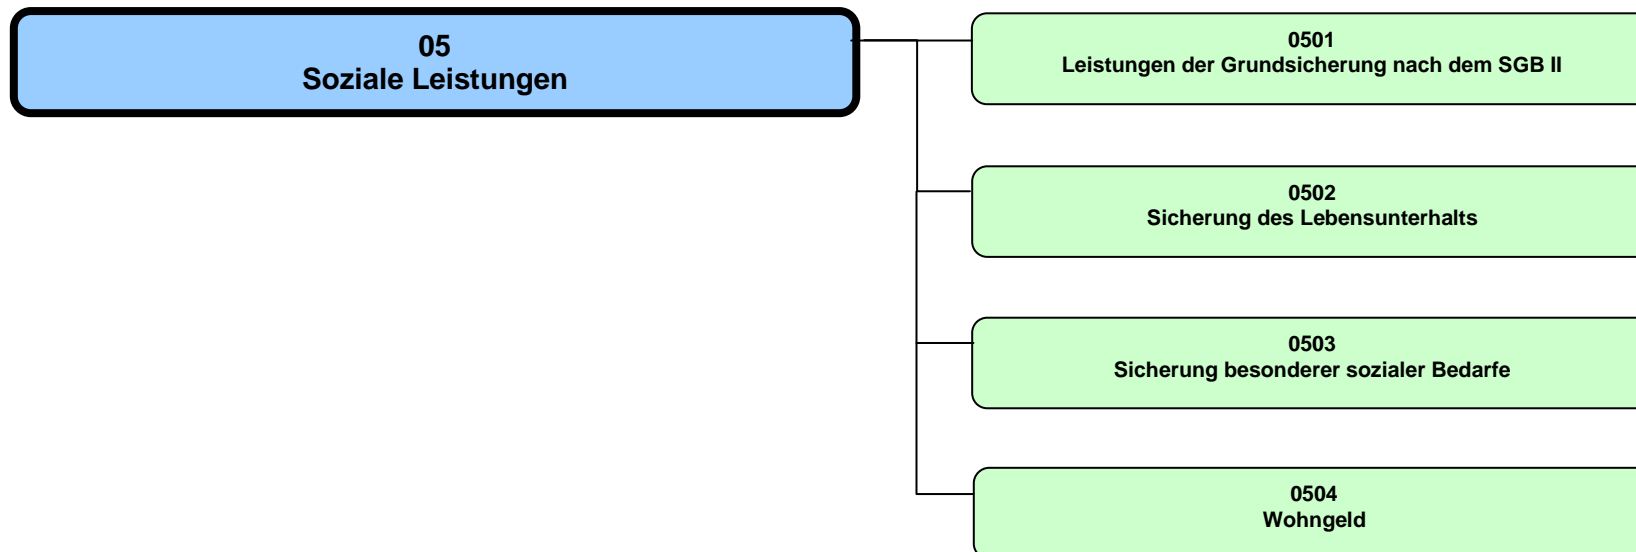 05
Soziale Leistungen
0501
Leistungen der Grundsicherung nach dem SGB II
0502
Sicherung des Lebensunterhalts
0503
Sicherung besonderer sozialer Bedarfe
0504
Wohngeld